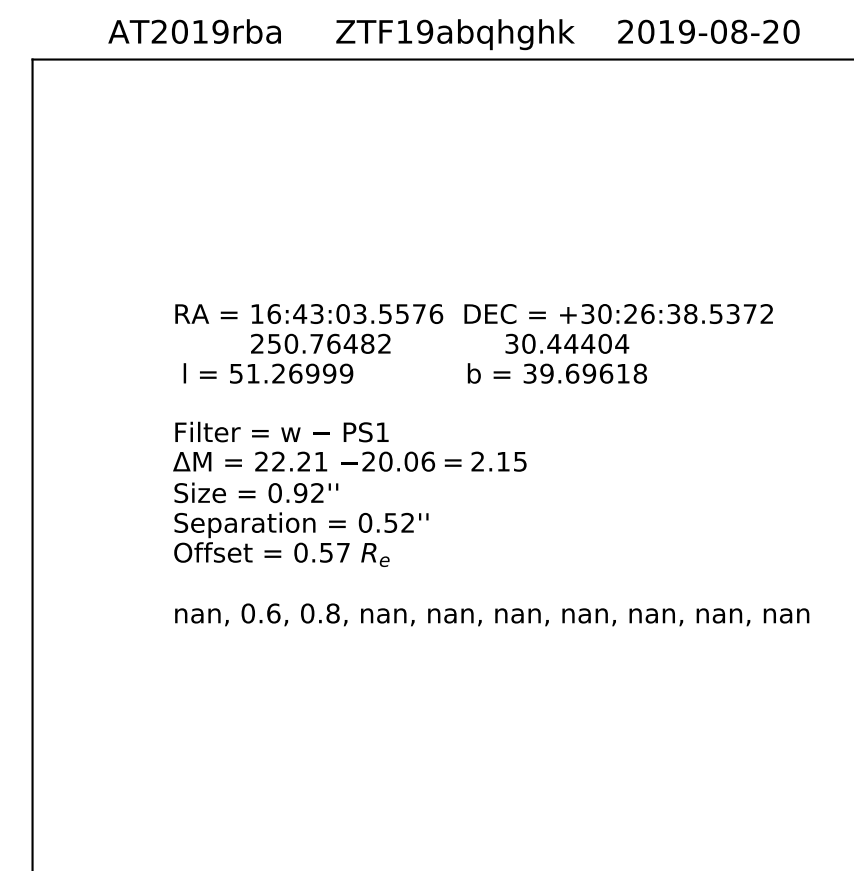 AT2019rba ZTF19abqhghk 2019-08-20
RA = 16:43:03.5576 DEC = +30:26:38.5372
250.76482 30.44404
l = 51.26999 b = 39.69618
Filter = w − PS1
ΔM = 22.21 −20.06 = 2.15
Size = 0.92''
Separation = 0.52''
Offset = 0.57 Rₑ
nan, 0.6, 0.8, nan, nan, nan, nan, nan, nan, nan